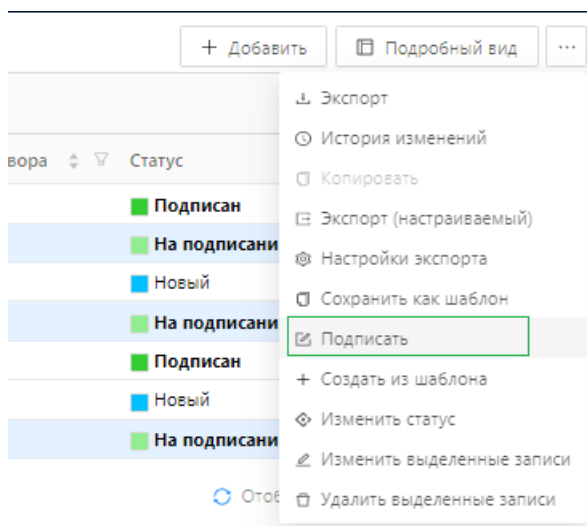 + Добавить
Подробный вид
...
Экспорт
вора
Статус
История изменений
Копировать
Подписан
Экспорт (настраиваемый)
На подписани
Настройки экспорта
Новый
Сохранить как шаблон
На подписани
Подписать
Подписан
+ Создать из шаблона
Новый
Изменить статус
На подписани
Изменить выделенные записи
Отоб
Удалить выделенные записи